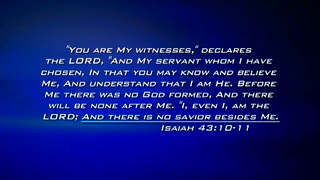 "You are My witnesses," declares
the LORD, "And My servant whom I have
chosen, In that you may know and believe
Me, And understand that I am He. Before
Me there was no God formed, And there
will be none after Me. "I, even I, am the
LORD; And there is no savior besides Me.
Isaiah 43:10-11